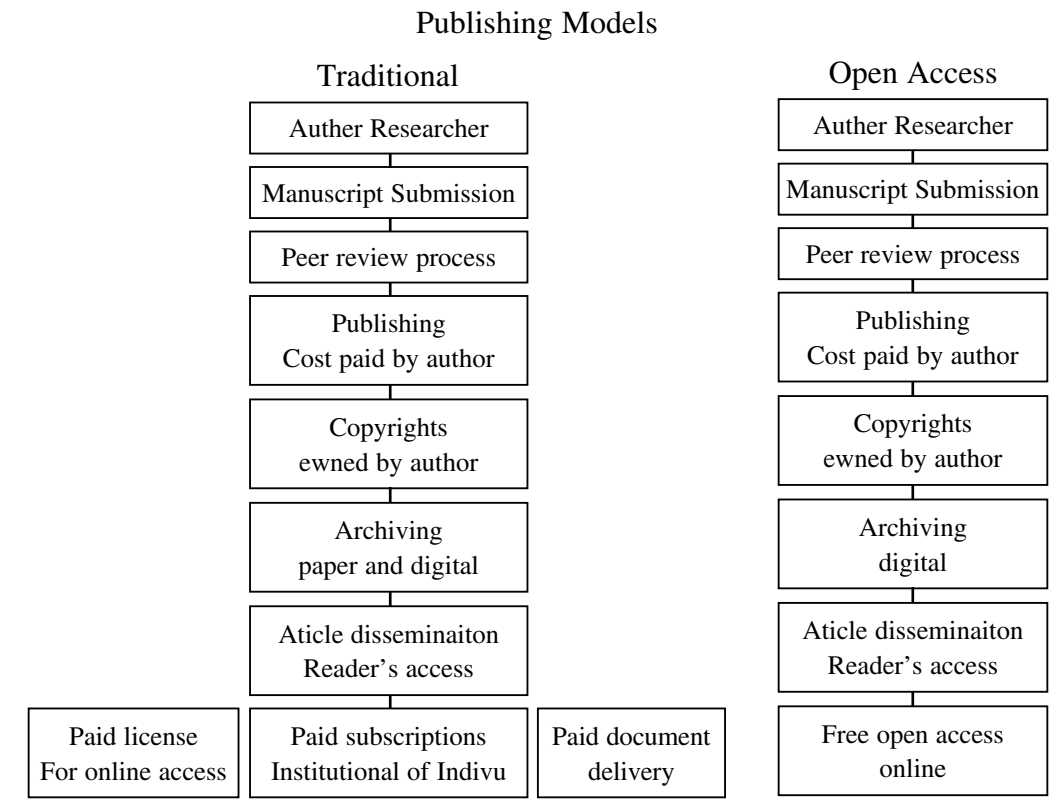 Publishing Models
Traditional
Auther Researcher
Manuscript Submission
Peer review process
Publishing
Cost paid by author
Copyrights
ewned by author
Archiving
paper and digital
Aticle disseminaiton
Reader's access
Paid license
For online access
Paid subscriptions
Institutional of Indivu
Paid document
delivery
Open Access
Auther Researcher
Manuscript Submission
Peer review process
Publishing
Cost paid by author
Copyrights
ewned by author
Archiving
digital
Aticle disseminaiton
Reader's access
Free open access
online